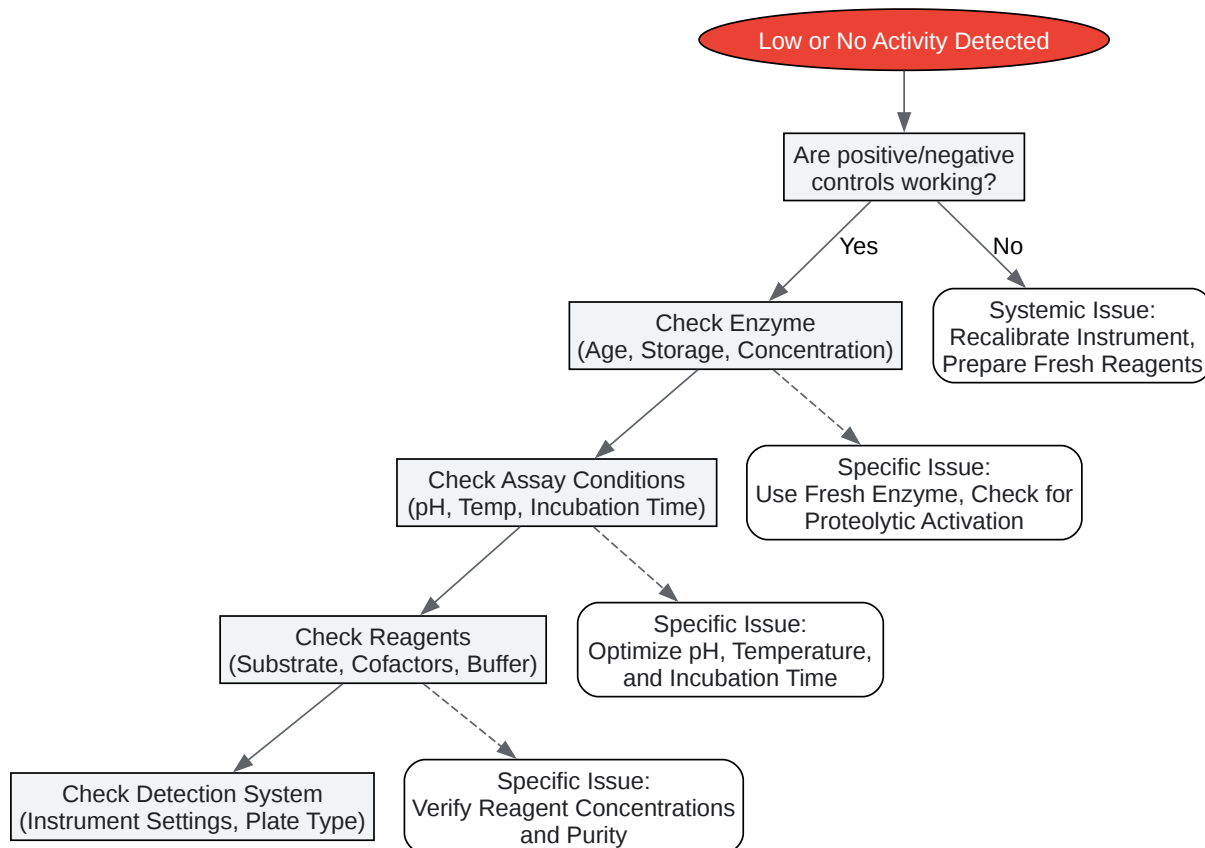 Low or No Activity Detected
Are positive/negative
controls working?
Yes
No
Check Enzyme
(Age, Storage, Concentration)
Systemic Issue:
Recalibrate Instrument,
Prepare Fresh Reagents
Check Assay Conditions
(pH, Temp, Incubation Time)
Specific Issue:
Use Fresh Enzyme, Check for
Proteolytic Activation
Check Reagents
(Substrate, Cofactors, Buffer)
Specific Issue:
Optimize pH, Temperature,
and Incubation Time
Check Detection System
(Instrument Settings, Plate Type)
Specific Issue:
Verify Reagent Concentrations
and Purity